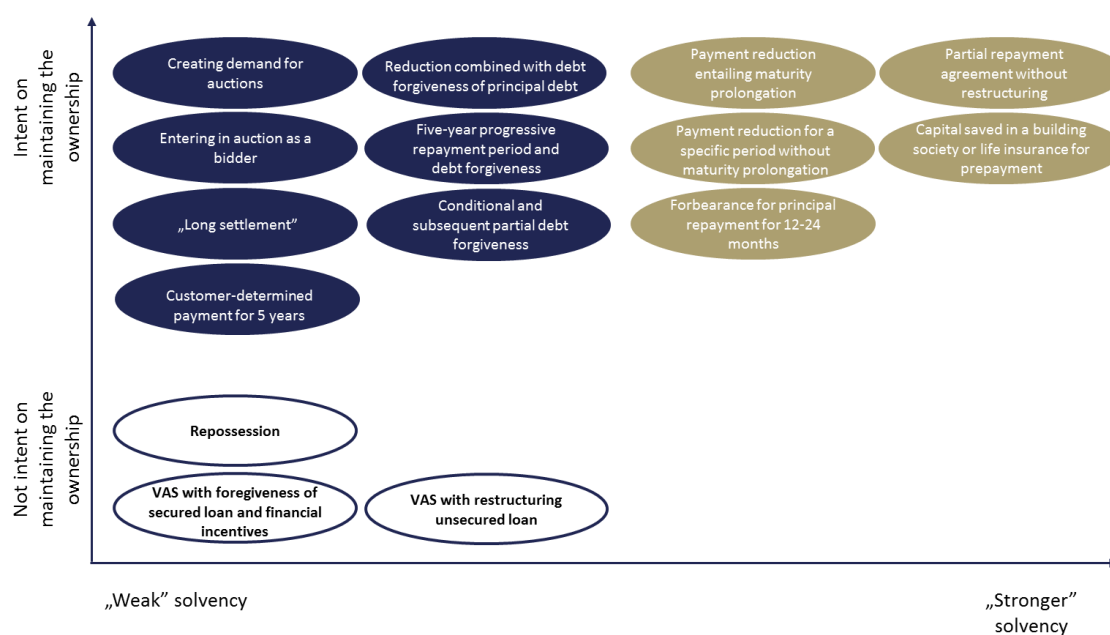 Intent on
maintaining the
ownership
Creating demand for
auctions
Reduction combined with debt
forgiveness of principal debt
Payment reduction
entailing maturity
prolongation
Partial repayment
agreement without
restructuring
Entering in auction as a
bidder
Five-year progressive
repayment period and
debt forgiveness
Payment reduction for a
specific period without
maturity prolongation
Capital saved in a building
society or life insurance for
prepayment
„Long settlement”
Conditional and
subsequent partial debt
forgiveness
Forbearance for principal
repayment for 12-24
months
Customer-determined
payment for 5 years
Not intent on
maintaining the
ownership
Repossession
VAS with foregiveness of
secured loan and financial
incentives
VAS with restructuring
unsecured loan
„Weak” solvency
„Stronger”
solvency